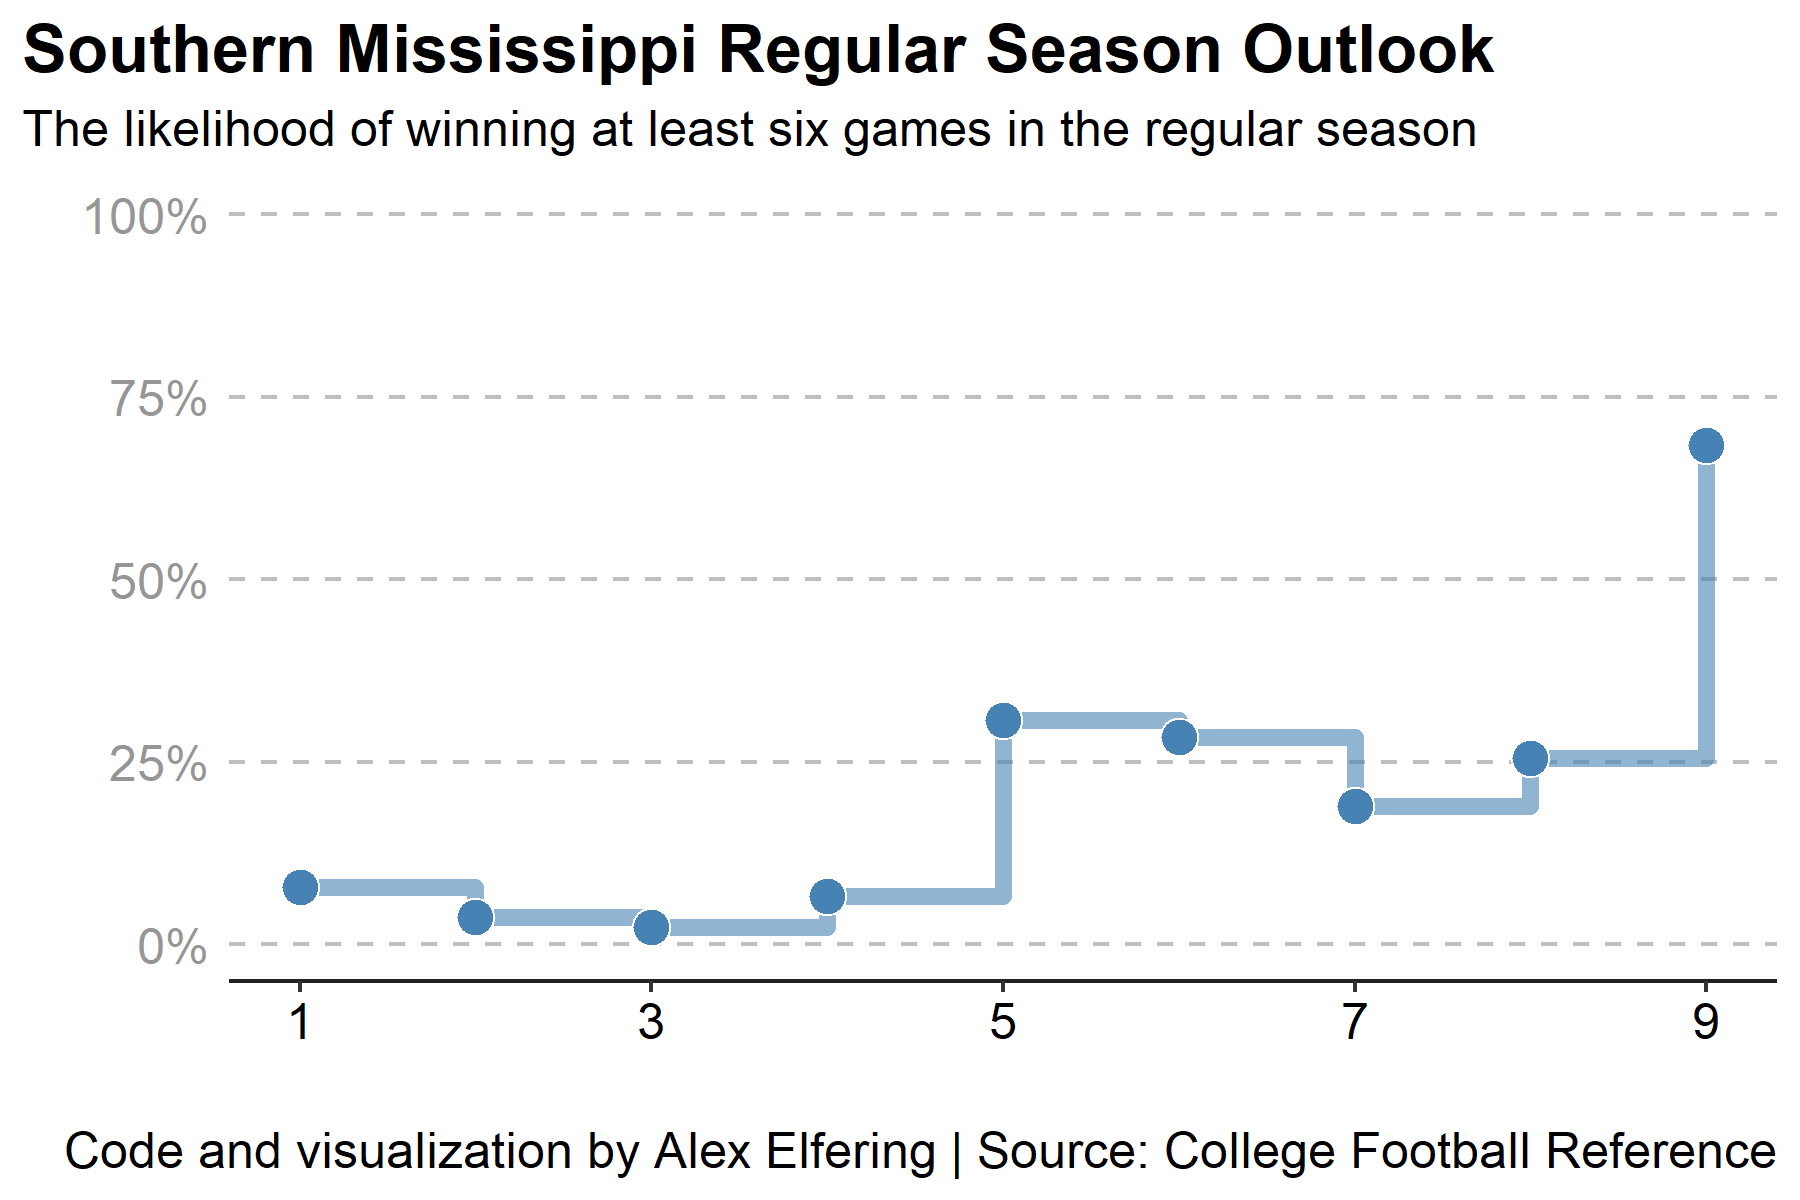 Southern Mississippi Regular Season Outlook
The likelihood of winning at least six games in the regular season
100%
75%
50%
25%
0%
1 3 5 7 9
Code and visualization by Alex Elfering | Source: College Football Reference